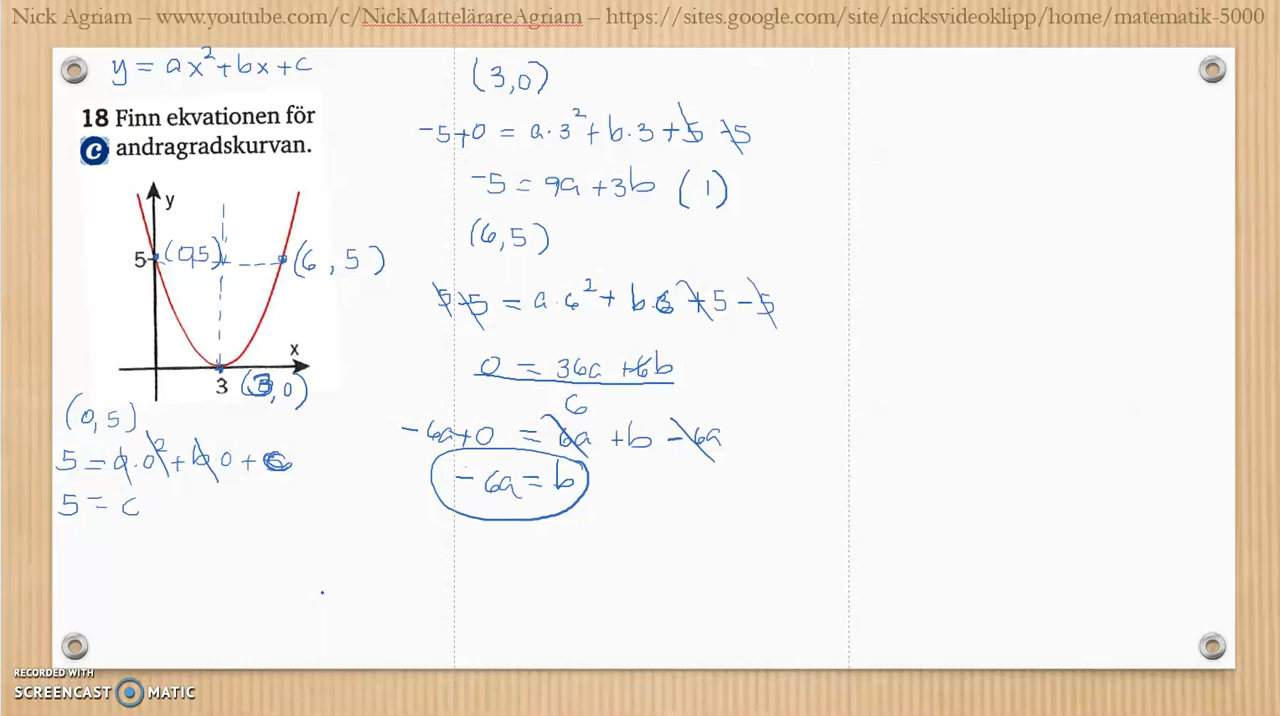 Nick Agriam – www.youtube.com/c/NickMattelärareAgriam – https://sites.google.com/site/nicksvideoklipp/home/matematik-5000
y = ax²+bx+c
18 Finn ekvationen för
C andragradskurvan.
y
5 (0,5) (6, 5)
x
3 (3, 0)
(0,5)
5 = a·0²+b·0+c
5 = c
(3,0)
-5+0 = a·3²+b·3+5-5
-5 = 9a+3b (1)
(6,5)
5-5 = a·6²+b·6+5-5
0 = 36a+6b
6
-6a+0 = 6a+b-6a
-6a=b
RECORDED WITH
SCREENCAST MATIC